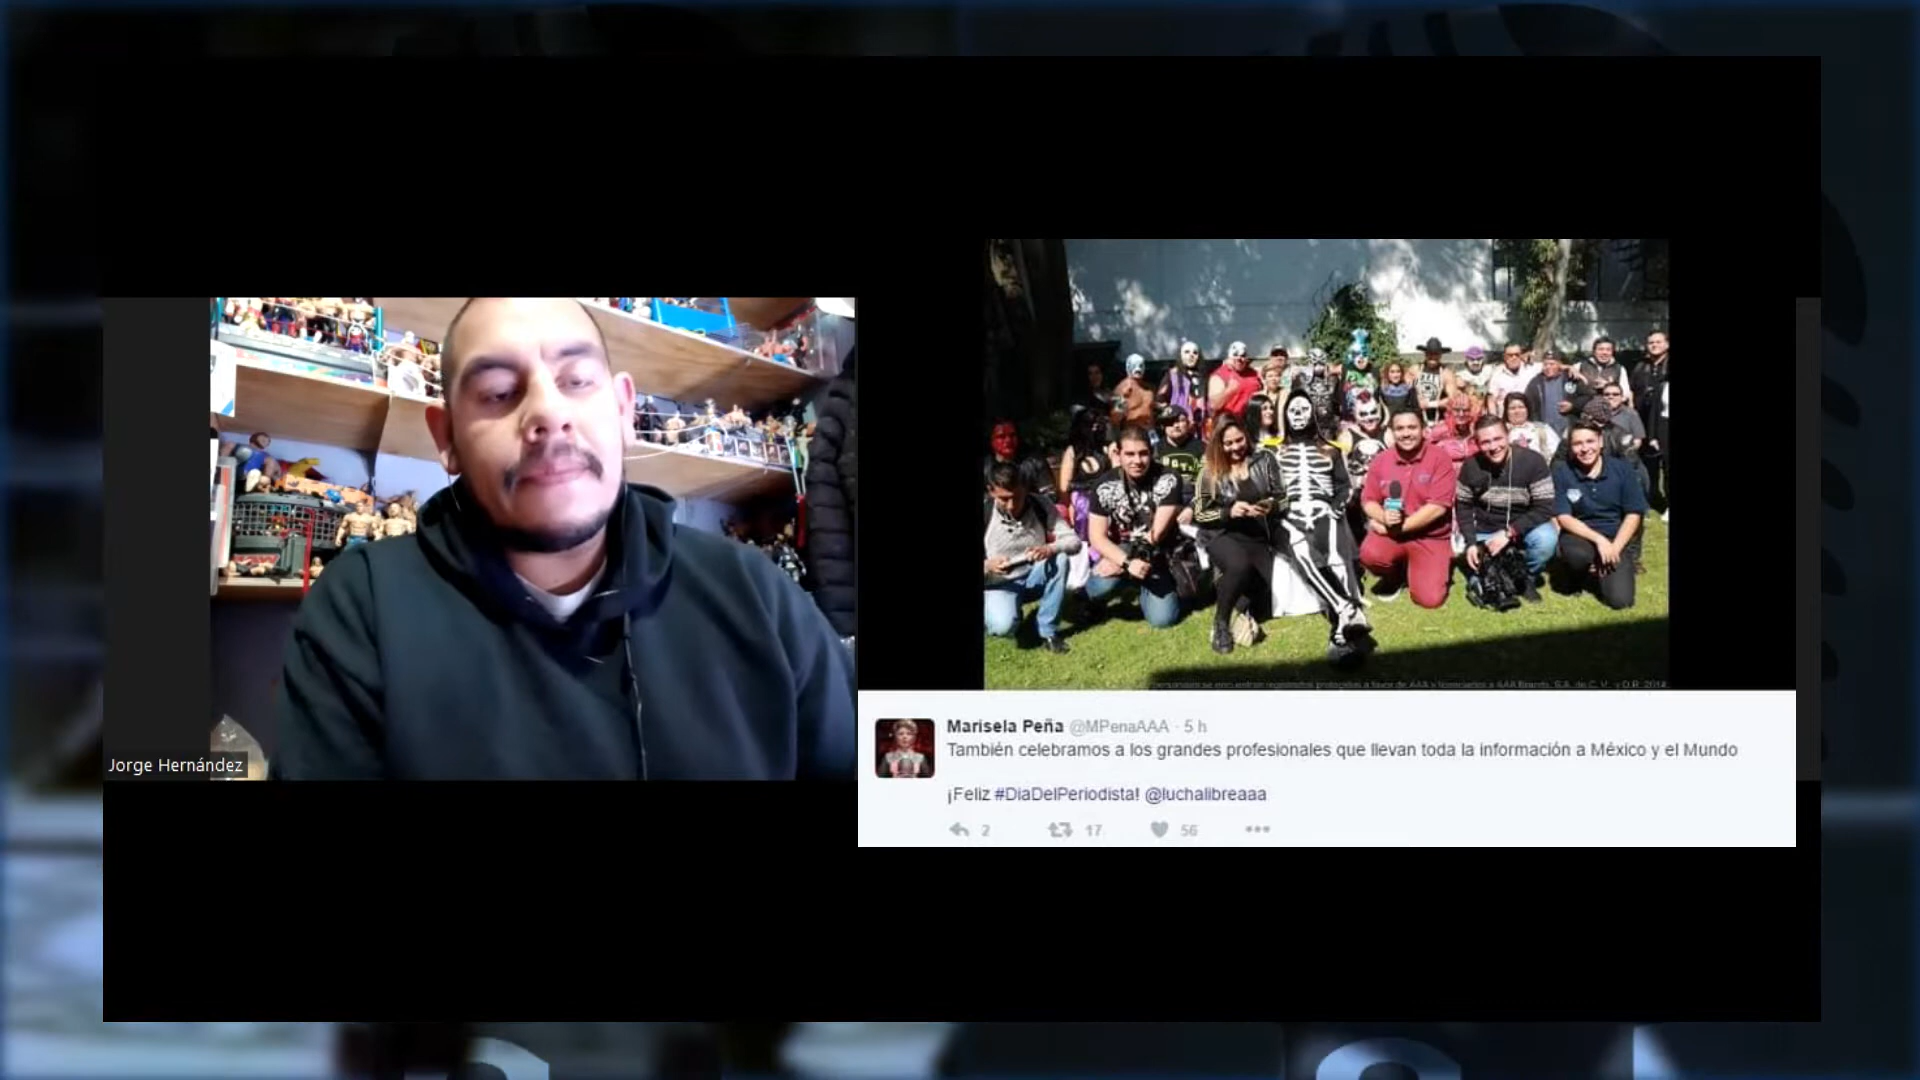 Jorge Hernández
Marisela Peña @MPenaAAA · 5 h
También celebramos a los grandes profesionales que llevan toda la información a México y el Mundo
¡Feliz #DiaDelPeriodista! @luchalibreaaa
2 17 56